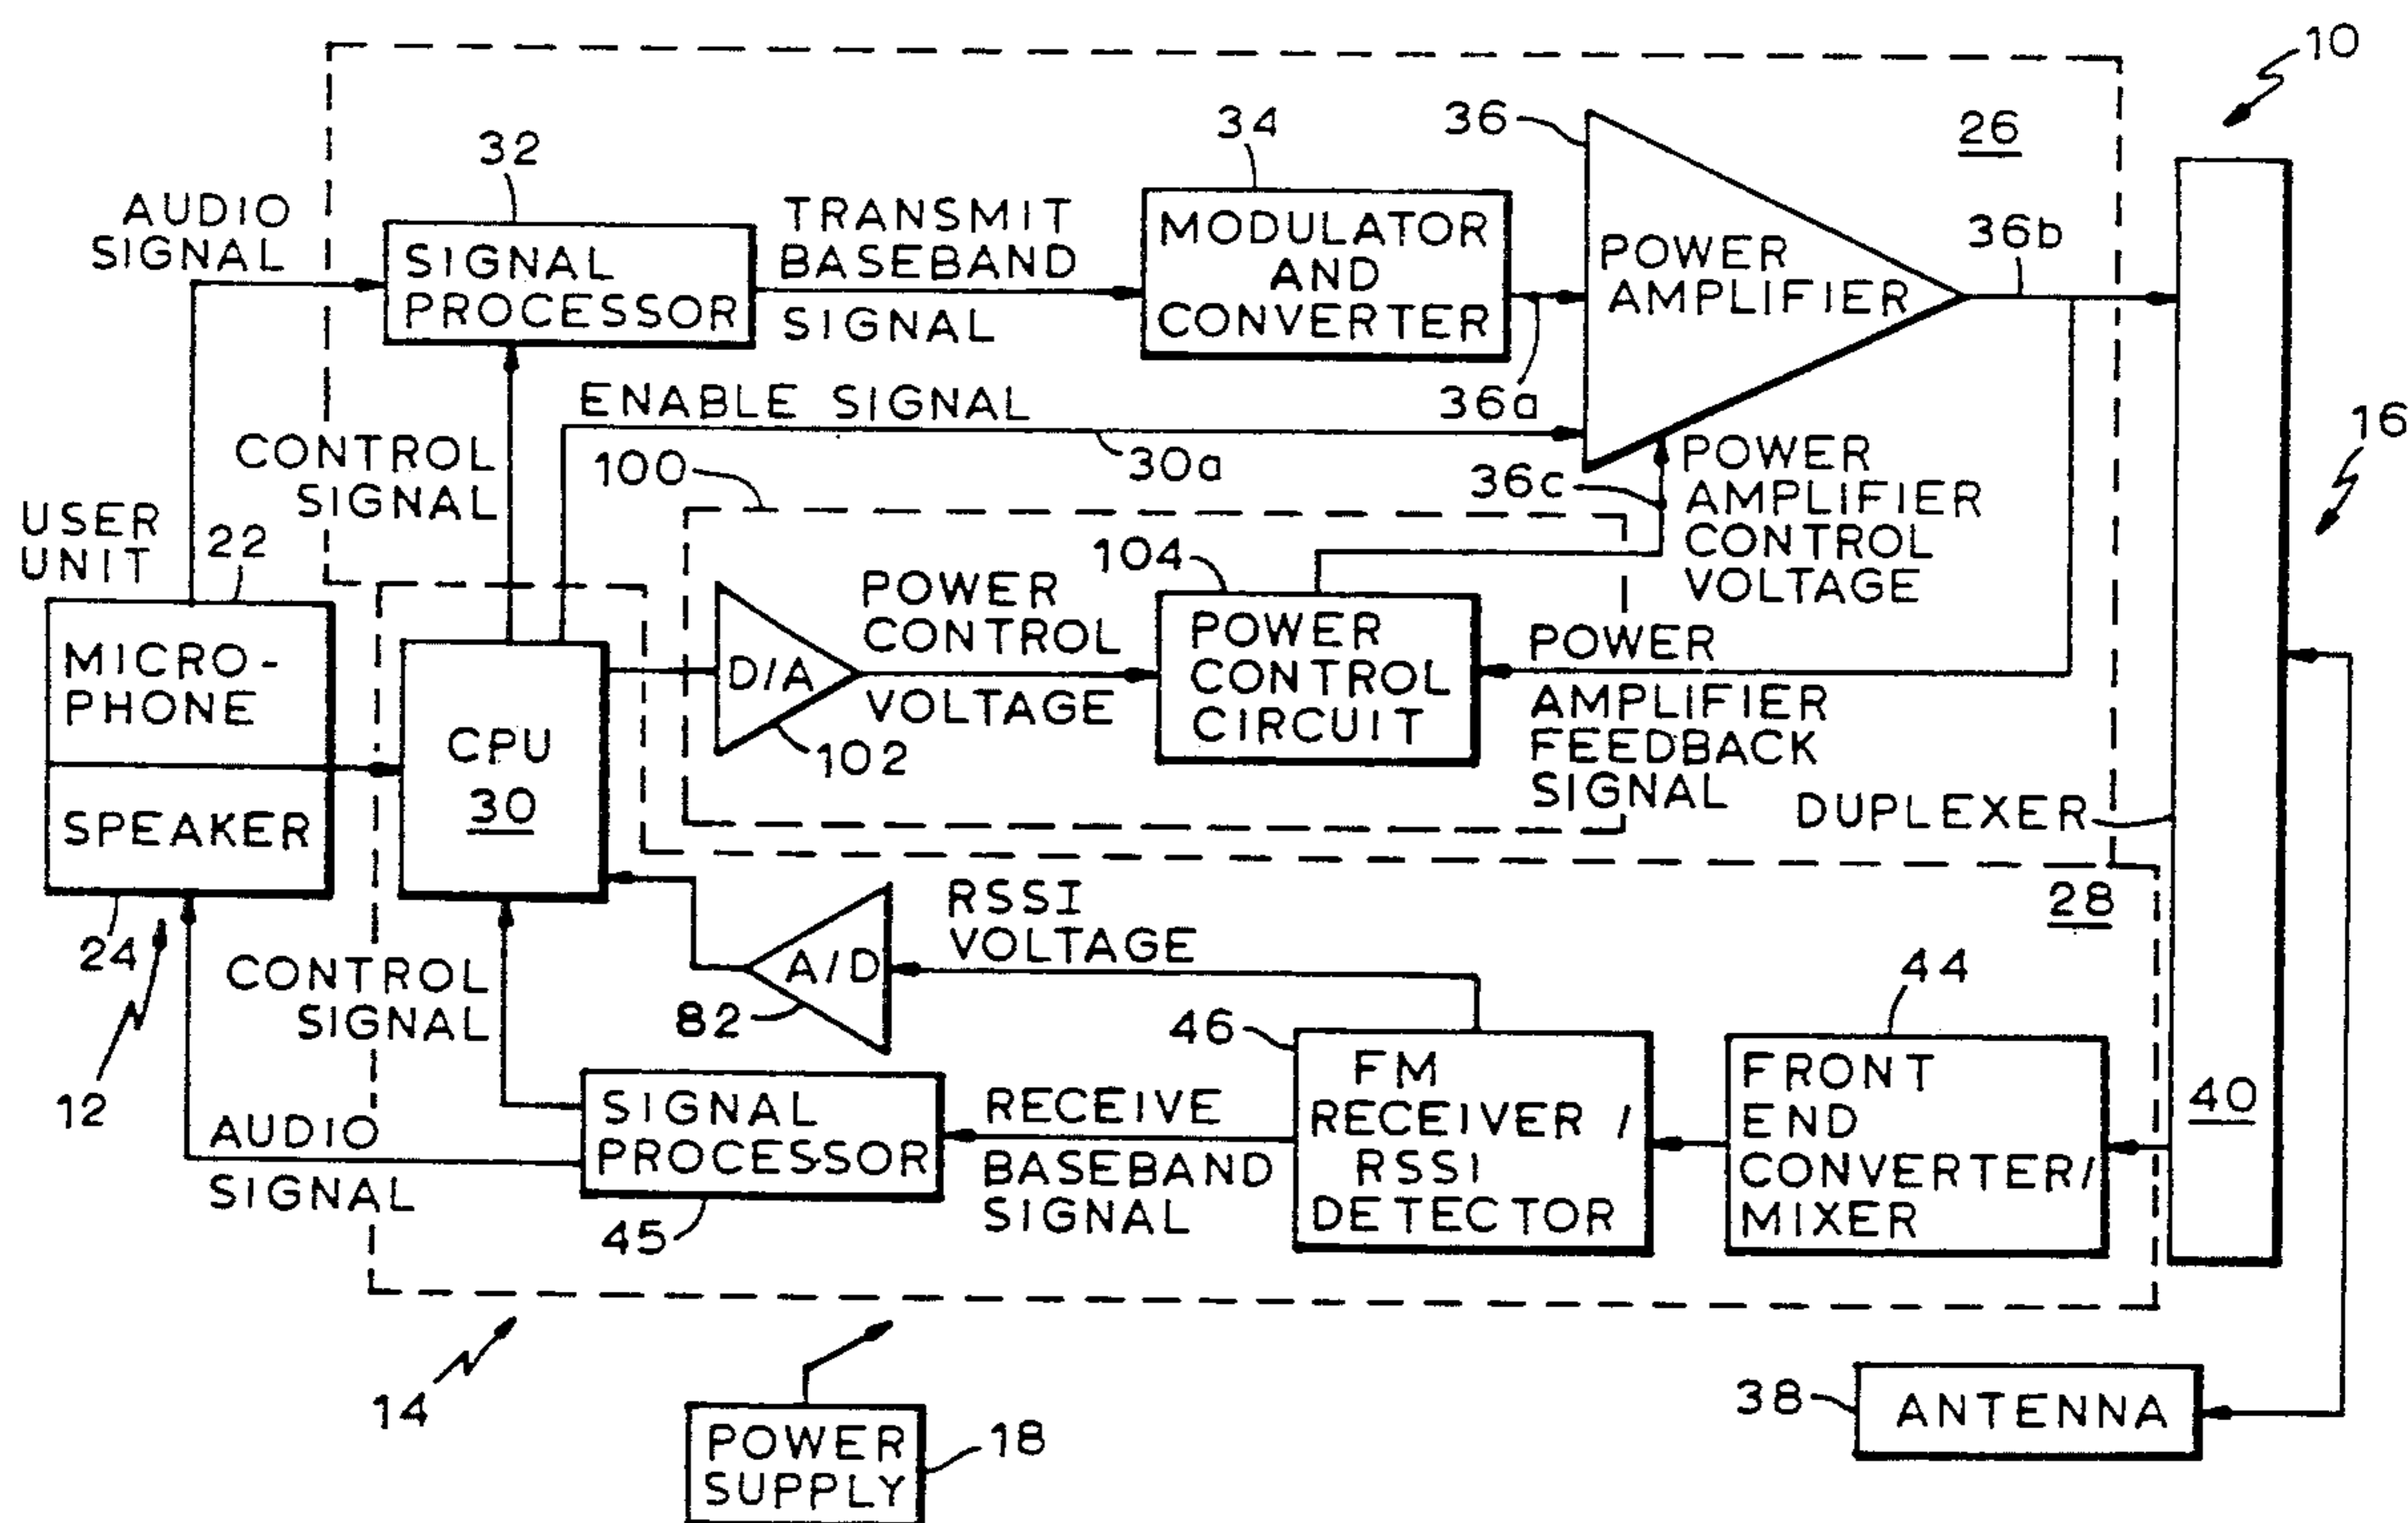 10
26
32
34
36
AUDIO
SIGNAL
SIGNAL
PROCESSOR
TRANSMIT
BASEBAND
SIGNAL
MODULATOR
AND
CONVERTER
POWER
AMPLIFIER
36b
36a
ENABLE SIGNAL
30a
16
CONTROL
SIGNAL
100
36c
POWER
AMPLIFIER
CONTROL
VOLTAGE
USER
UNIT
22
MICRO-
PHONE
SPEAKER
24
12
CPU
30
D/A
102
POWER
CONTROL
VOLTAGE
104
POWER
CONTROL
CIRCUIT
POWER
AMPLIFIER
FEEDBACK
SIGNAL
DUPLEXER
40
28
RSSI
VOLTAGE
A/D
82
CONTROL
SIGNAL
AUDIO
SIGNAL
SIGNAL
PROCESSOR
45
RECEIVE
BASEBAND
SIGNAL
46
FM
RECEIVER/
RSSI
DETECTOR
44
FRONT
END
CONVERTER/
MIXER
14
POWER
SUPPLY
18
38
ANTENNA